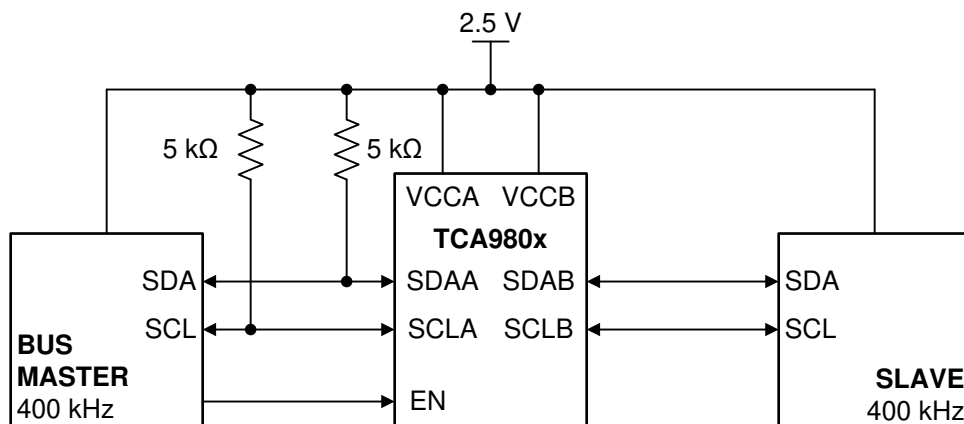 2.5 V
5 kΩ
5 kΩ
VCCA VCCB
TCA980x
SDA
SDAA SDAB
SDA
SCL
SCLA SCLB
SCL
BUS
MASTER
400 kHz
EN
SLAVE
400 kHz